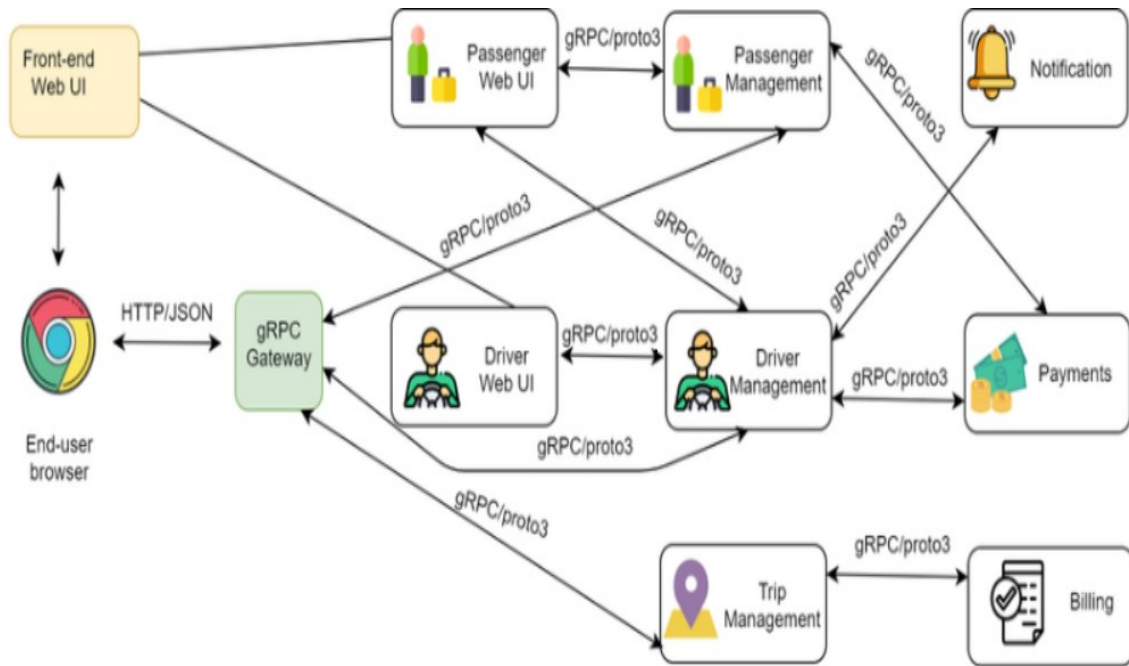 Front-end
Web UI
Passenger
Web UI
gRPC/proto3
Passenger
Management
gRPC/proto3
Notification
gRPC/proto3
gRPC/proto3
gRPC/proto3
HTTP/JSON
gRPC
Gateway
Driver
Web UI
gRPC/proto3
Driver
Management
gRPC/proto3
Payments
End-user
browser
gRPC/proto3
gRPC/proto3
Trip
Management
gRPC/proto3
Billing